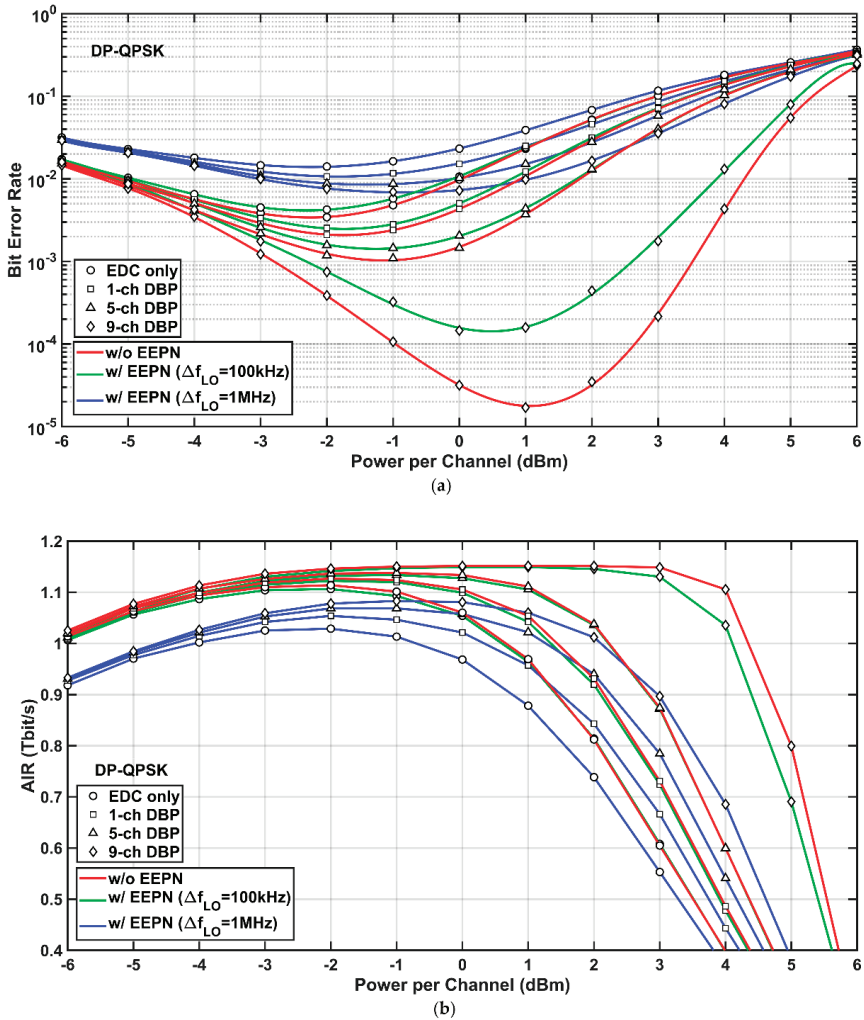 DP-QPSK
Bit Error Rate
10^0
10^-1
10^-2
10^-3
10^-4
10^-5
EDC only
1-ch DBP
5-ch DBP
9-ch DBP
w/o EEPN
w/ EEPN (Δf_LO=100kHz)
w/ EEPN (Δf_LO=1MHz)
-6 -5 -4 -3 -2 -1 0 1 2 3 4 5 6
Power per Channel (dBm)
(a)
AIR (Tbit/s)
1.2
1.1
1
0.9
0.8
0.7
0.6
0.5
0.4
DP-QPSK
EDC only
1-ch DBP
5-ch DBP
9-ch DBP
w/o EEPN
w/ EEPN (Δf_LO=100kHz)
w/ EEPN (Δf_LO=1MHz)
-6 -5 -4 -3 -2 -1 0 1 2 3 4 5 6
Power per Channel (dBm)
(b)